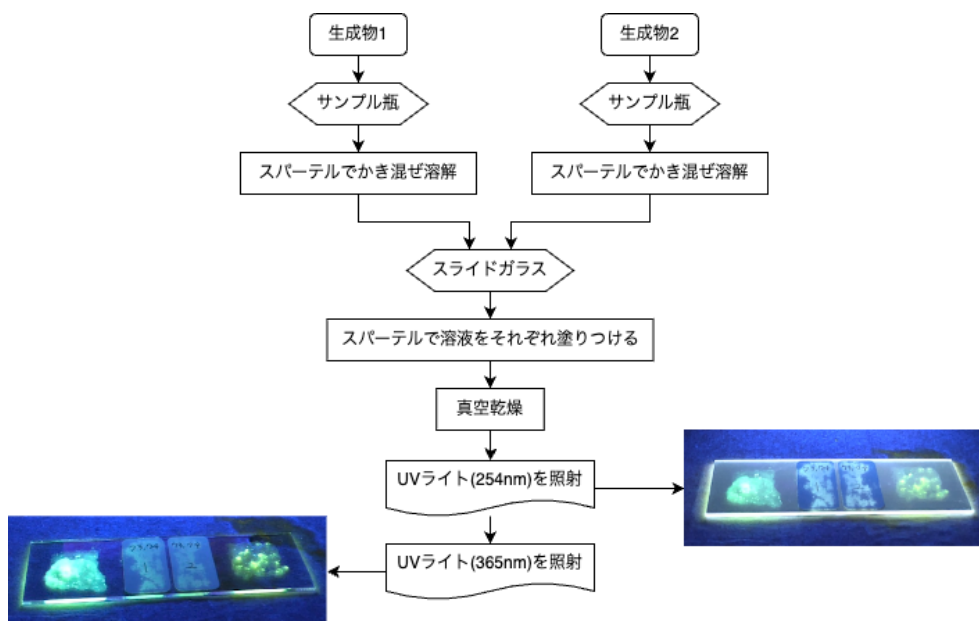 生成物1
生成物2
サンプル瓶
サンプル瓶
スパーテルでかき混ぜ溶解
スパーテルでかき混ぜ溶解
スライドガラス
スパーテルで溶液をそれぞれ塗りつける
真空乾燥
UVライト(254nm)を照射
UVライト(365nm)を照射